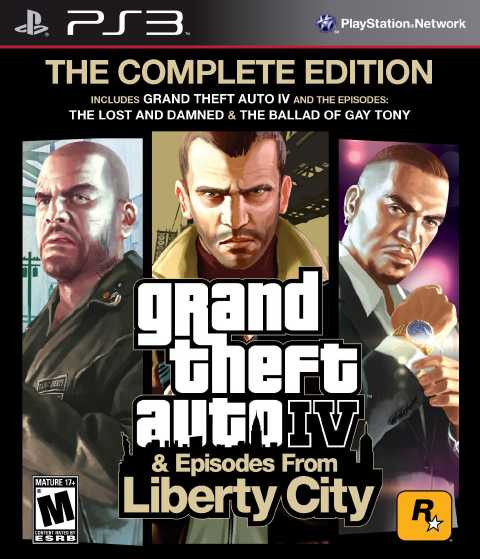 PS3
PlayStation®Network
THE COMPLETE EDITION
INCLUDES GRAND THEFT AUTO IV AND THE EPISODES:
THE LOST AND DAMNED & THE BALLAD OF GAY TONY
grand
theft
auto IV
& Episodes From
Liberty City
MATURE 17+
M
CONTENT RATED BY
ESRB
R